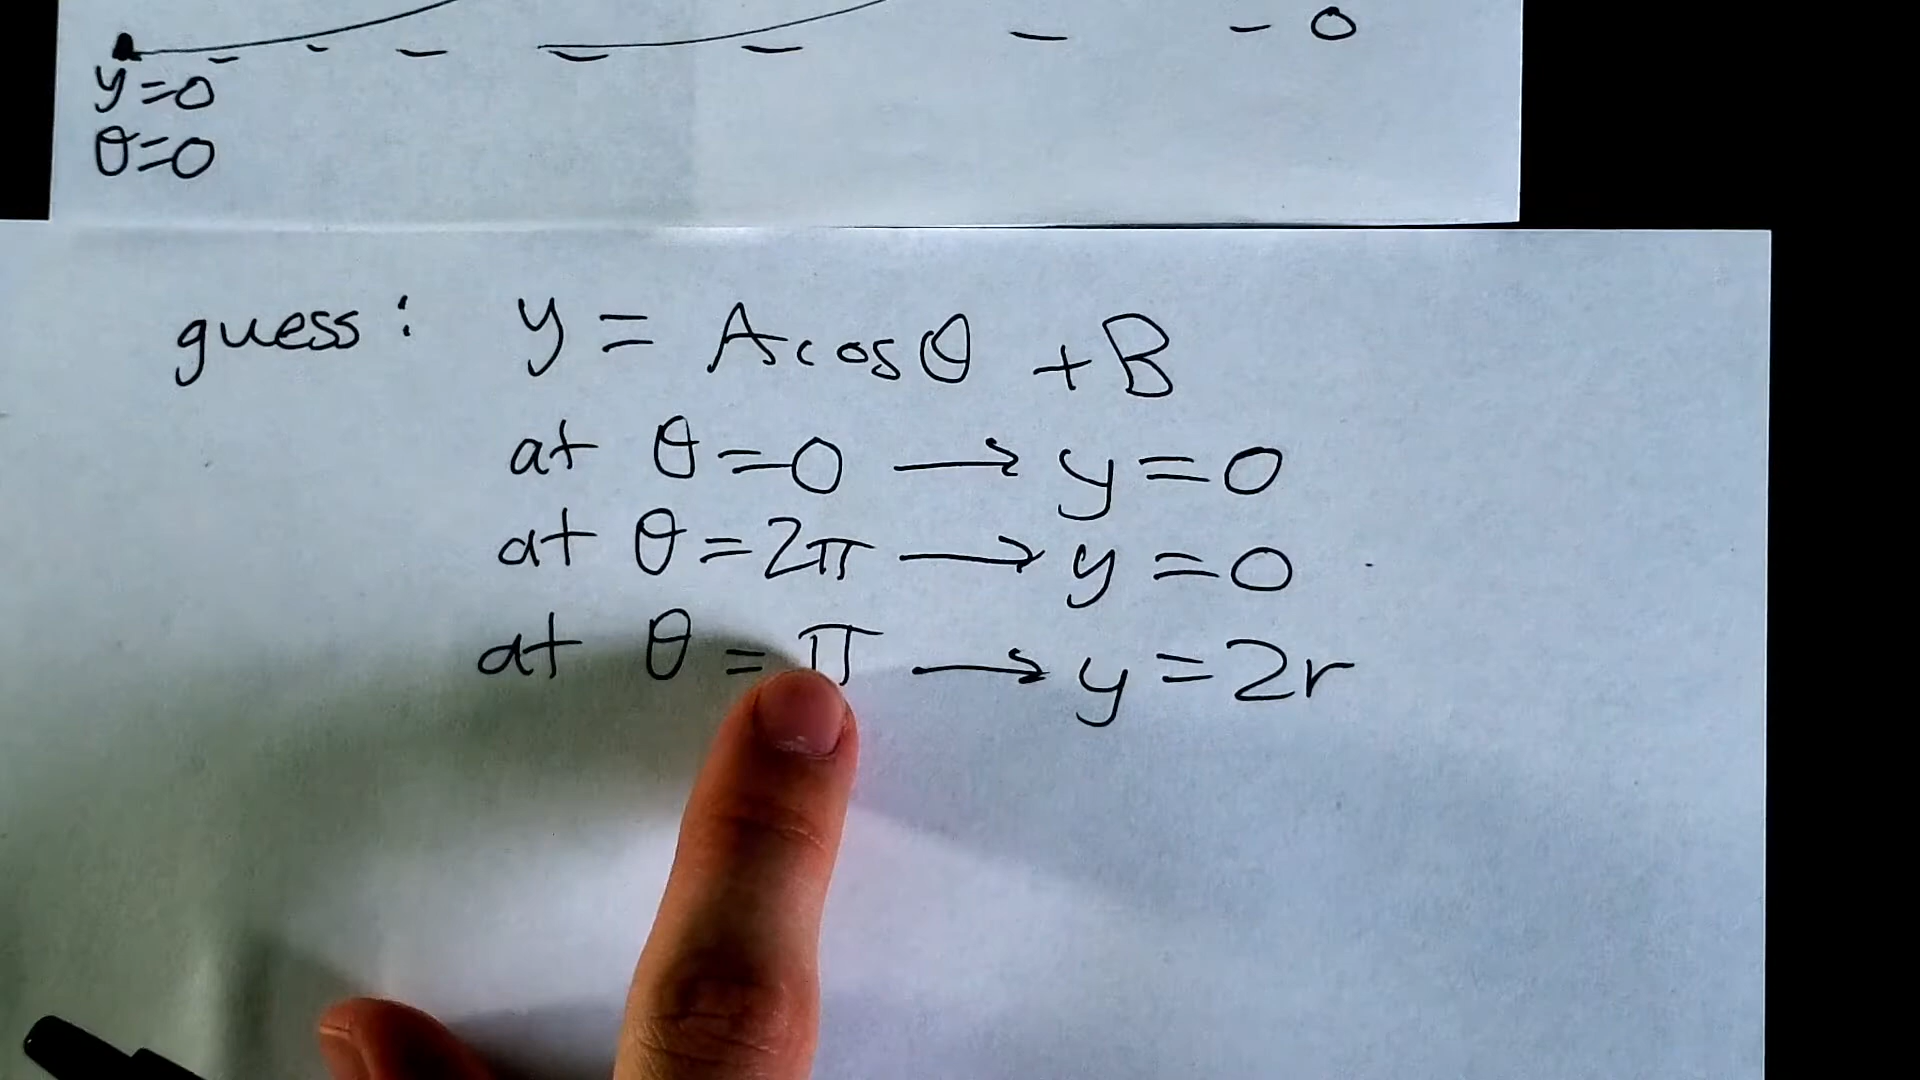 y=0
θ=0
guess: y = Acosθ + B
at θ=0 → y=0
at θ=2π → y=0
at θ=π → y=2r